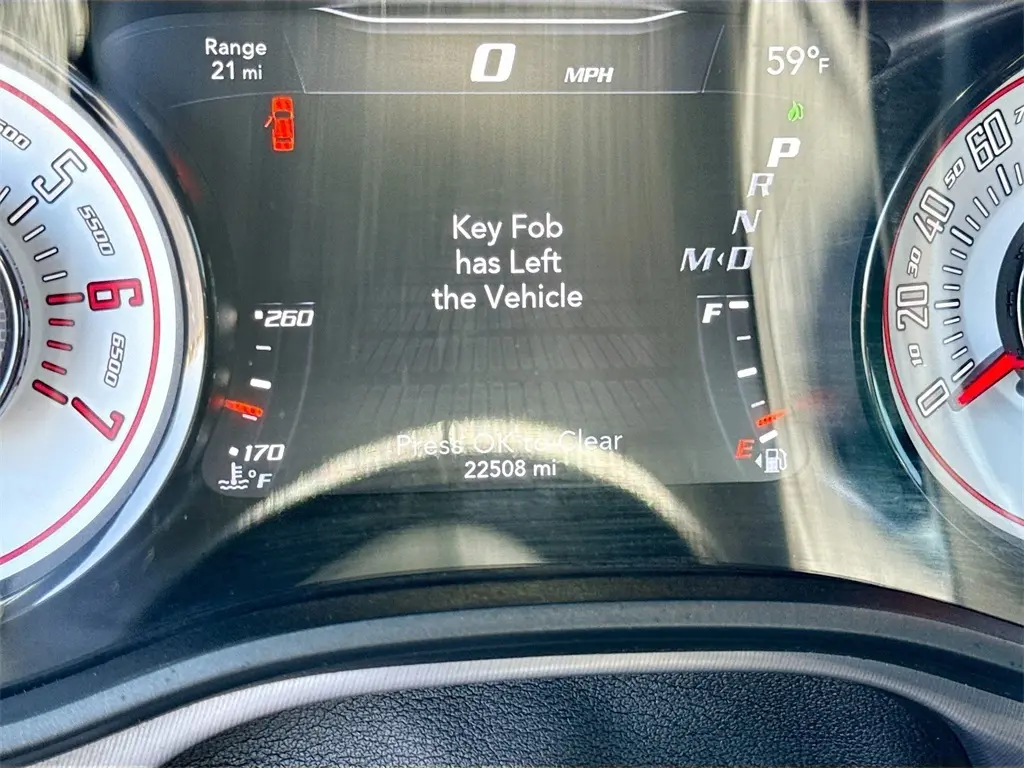 Range
21 mi
0 MPH
59°F
P
R
N
M D
Key Fob
has Left
the Vehicle
260
170
°F
F
E
Press OK to Clear
22508 mi
5
5500
6
6500
7
0
10
20
30
40
50
60